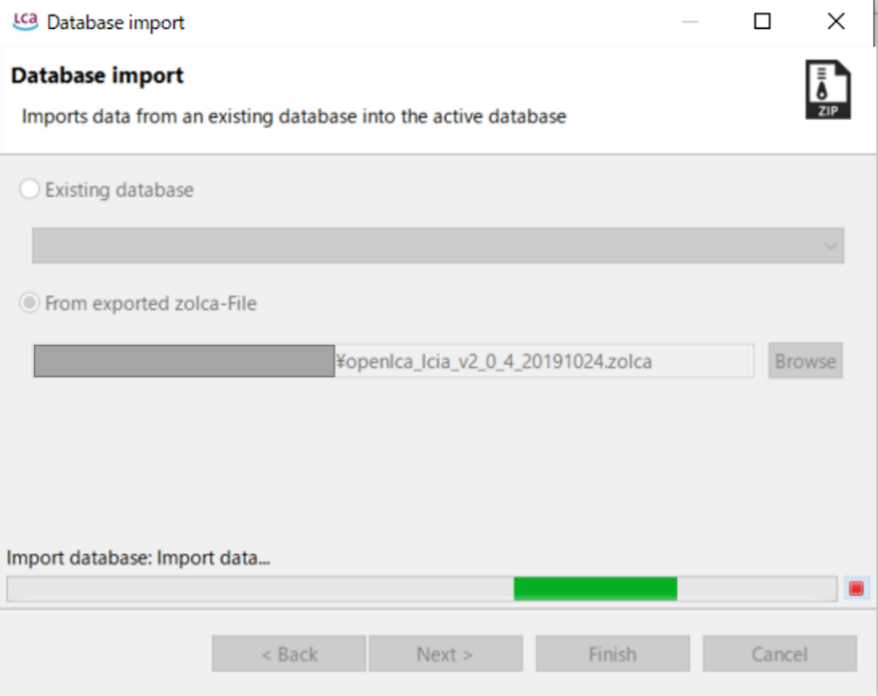 LCA Database import
Database import
Imports data from an existing database into the active database
ZIP
Existing database
From exported zolca-File
¥openlca_lcia_v2_0_4_20191024.zolca Browse
Import database: Import data...
< Back Next > Finish Cancel